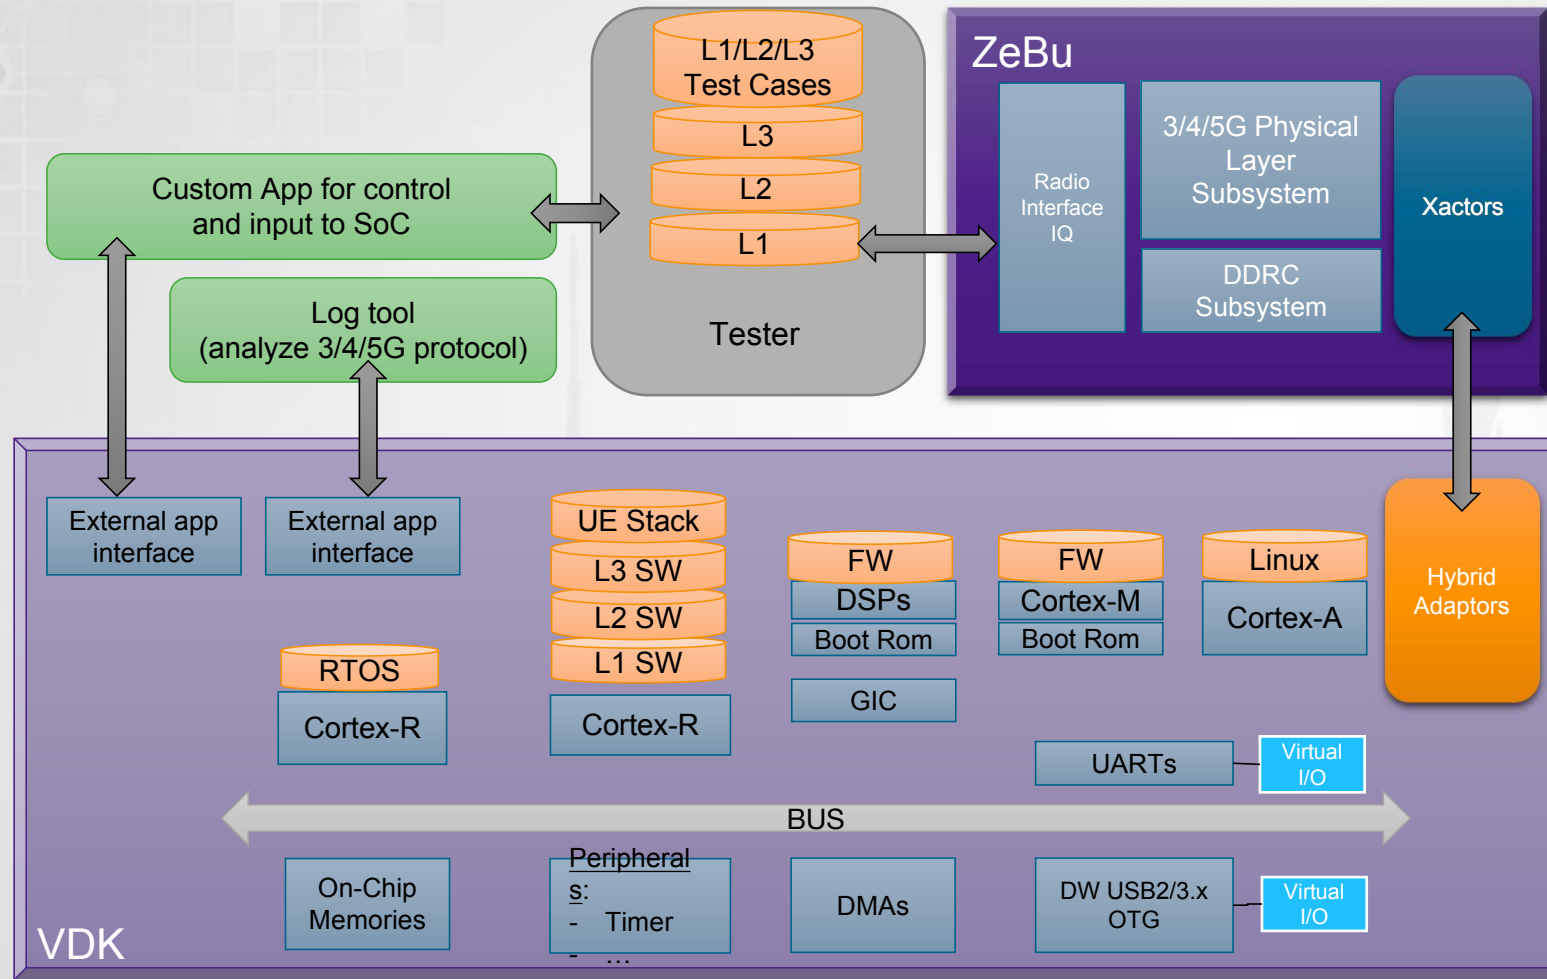 L1/L2/L3
Test Cases
L3
L2
L1
Tester
ZeBu
Radio
Interface
IQ
3/4/5G Physical
Layer
Subsystem
DDRC
Subsystem
Xactors
Custom App for control
and input to SoC
Log tool
(analyze 3/4/5G protocol)
External app
interface
External app
interface
UE Stack
L3 SW
L2 SW
L1 SW
Cortex-R
RTOS
Cortex-R
FW
DSPs
Boot Rom
GIC
FW
Cortex-M
Boot Rom
Linux
Cortex-A
Hybrid
Adaptors
UARTs
Virtual
I/O
BUS
On-Chip
Memories
Peripheral
s:
- Timer
- ...
DMAs
DW USB2/3.x
OTG
Virtual
I/O
VDK